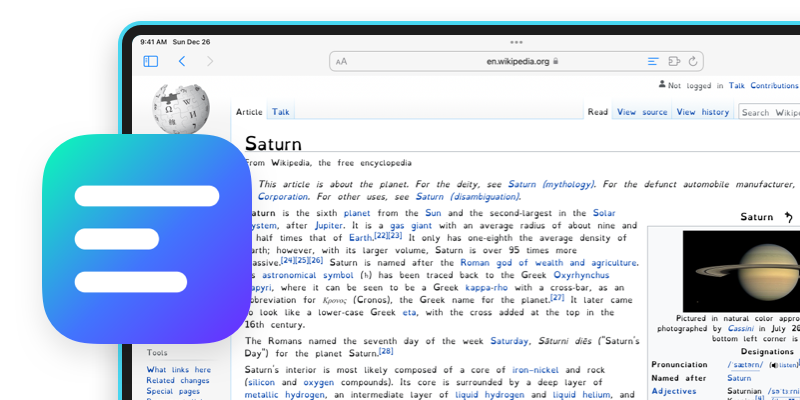 9:41 AM Sun Dec 26
AA
en.wikipedia.org
Not logged in Talk Contributions
Article Talk
Read View source View history
Search Wikipedia
Saturn
From Wikipedia, the free encyclopedia
This article is about the planet. For the deity, see Saturn (mythology). For the defunct automobile manufacturer,
Corporation. For other uses, see Saturn (disambiguation).
aturn is the sixth planet from the Sun and the second-largest in the Solar
ystem, after Jupiter. It is a gas giant with an average radius of about nine and
half times that of Earth.[22][23] It only has one-eighth the average density of
arth; however, with its larger volume, Saturn is over 95 times more
assive.[24][25][26] Saturn is named after the Roman god of wealth and agriculture.
s astronomical symbol (♄) has been traced back to the Greek Oxyrhynchus
apyri, where it can be seen to be a Greek kappa-rho with a cross-bar, as an
bbreviation for Κρονος (Cronos), the Greek name for the planet.[27] It later came
o look like a lower-case Greek eta, with the cross added at the top in the
16th century.
The Romans named the seventh day of the week Saturday, Sāturni diēs ("Saturn's
Day") for the planet Saturn.[28]
Saturn's interior is most likely composed of a core of iron–nickel and rock
(silicon and oxygen compounds). Its core is surrounded by a deep layer of
metallic hydrogen, an intermediate layer of liquid hydrogen and liquid helium, and
Saturn ♄
Pictured in natural color appro
photographed by Cassini in July 20
bottom left corner is
Designations
Pronunciation /ˈsætərn/ (listen)
Named after Saturn
Adjectives Saturnian
Tools
What links here
Related changes
Special pages